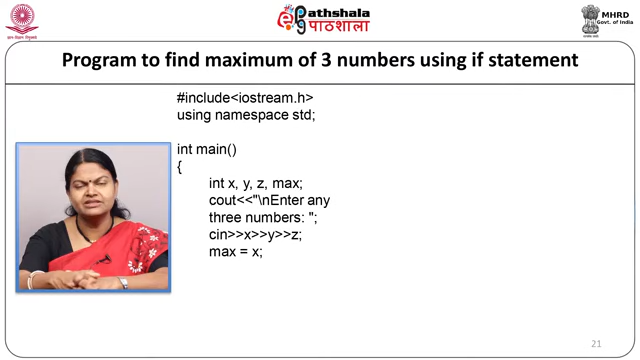 Pathshala
पाठशाला
MHRD
Govt. of India
Program to find maximum of 3 numbers using if statement
#include<iostream.h>
using namespace std;
int main()
{
int x, y, z, max;
cout<<"\nEnter any
three numbers: ";
cin>>x>>y>>z;
max = x;
21